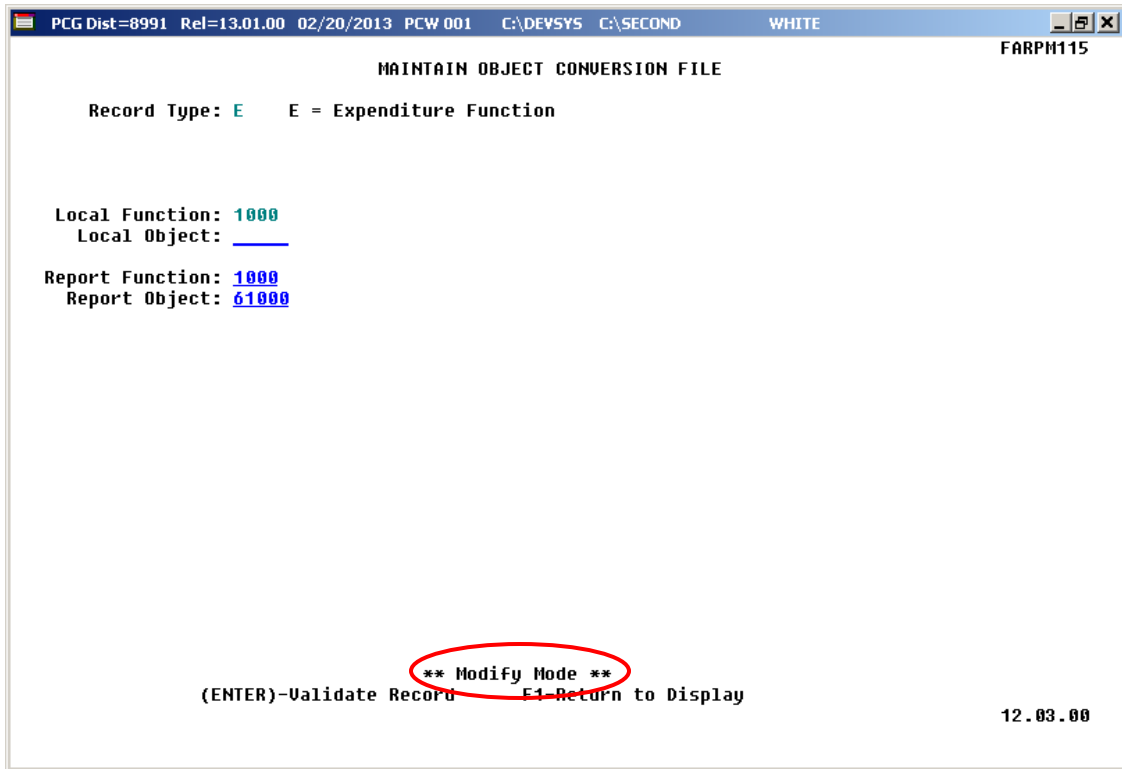 PCG Dist=8991 Rel=13.01.00 02/20/2013 PCW 001 C:\DEVSYS C:\SECOND WHITE
FARPM115
MAINTAIN OBJECT CONVERSION FILE
Record Type: E E = Expenditure Function
Local Function: 1000
Local Object:
Report Function: 1000
Report Object: 61000
** Modify Mode **
(ENTER)-Validate Record F1-Return to Display
12.03.00